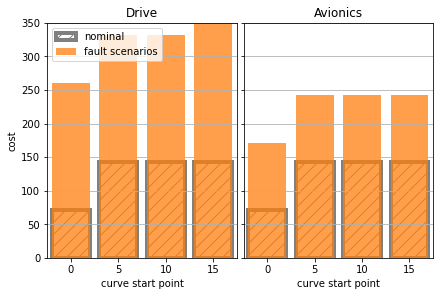 Drive
Avionics
nominal
fault scenarios
350
300
250
200
150
100
50
0
cost
0 5 10 15
0 5 10 15
curve start point
curve start point